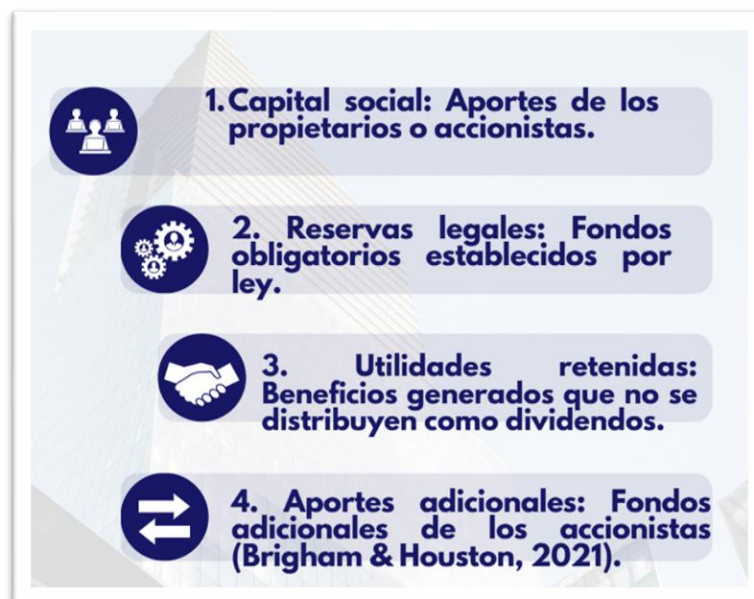 1. Capital social: Aportes de los
propietarios o accionistas.
2. Reservas legales: Fondos
obligatorios establecidos por
ley.
3. Utilidades retenidas:
Beneficios generados que no se
distribuyen como dividendos.
4. Aportes adicionales: Fondos
adicionales de los accionistas
(Brigham & Houston, 2021).